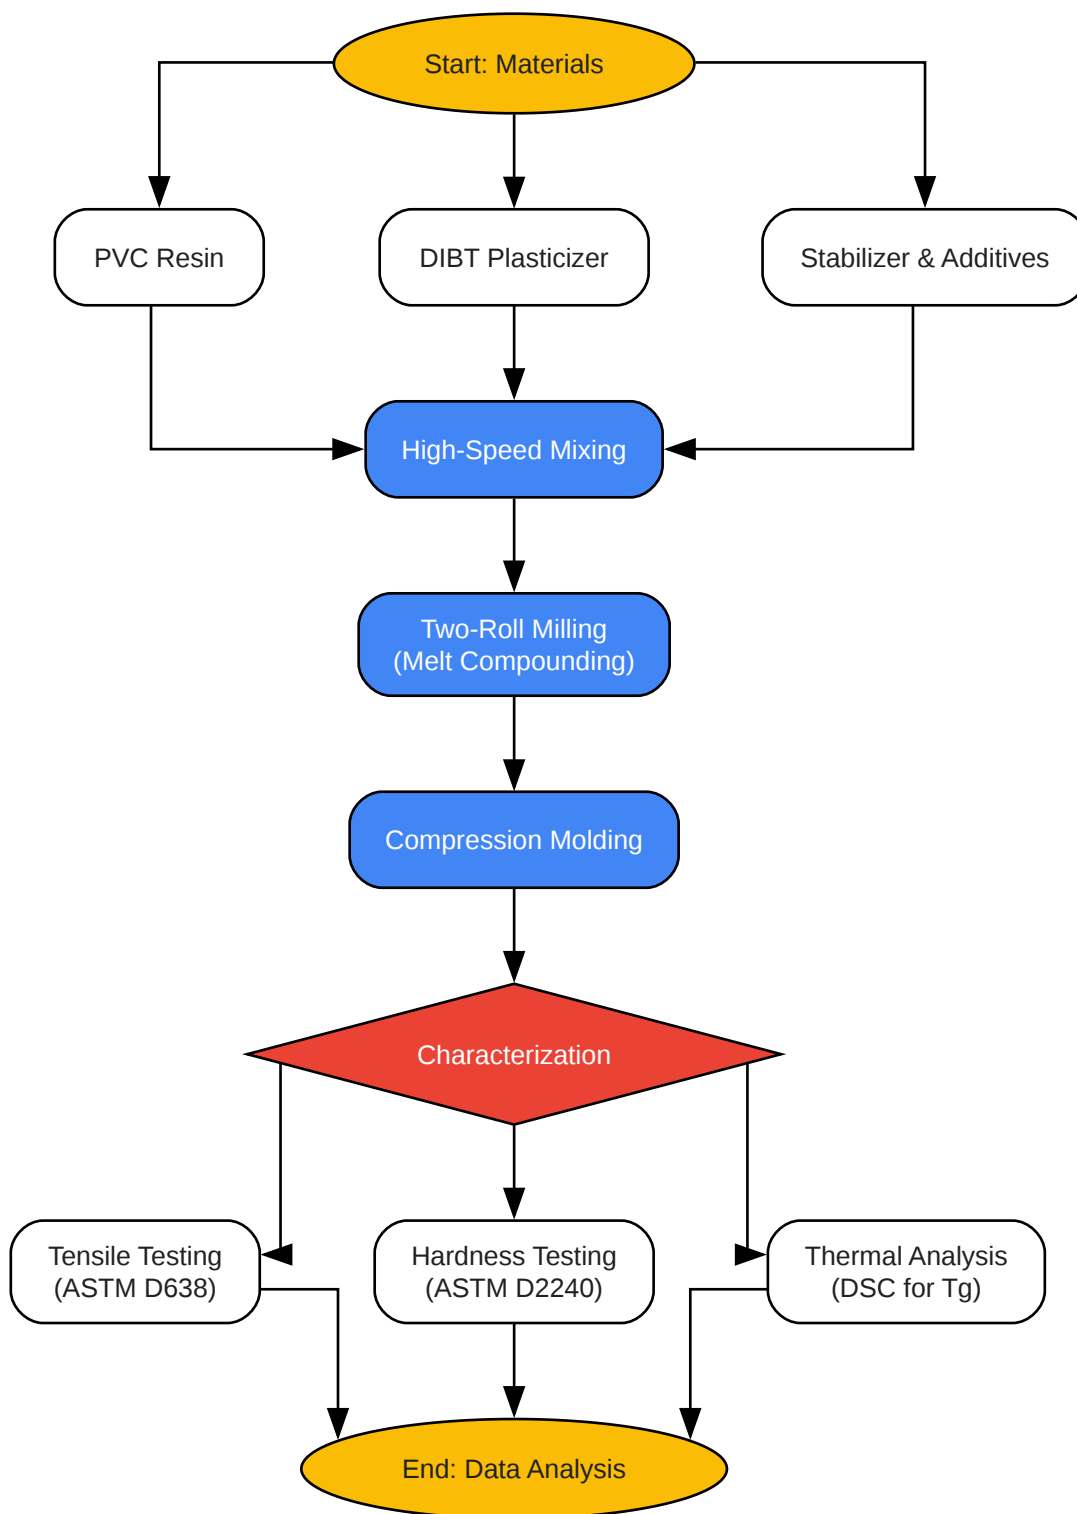 Start: Materials
PVC Resin
DIBT Plasticizer
Stabilizer & Additives
High-Speed Mixing
Two-Roll Milling
(Melt Compounding)
Compression Molding
Characterization
Tensile Testing
(ASTM D638)
Hardness Testing
(ASTM D2240)
Thermal Analysis
(DSC for Tg)
End: Data Analysis